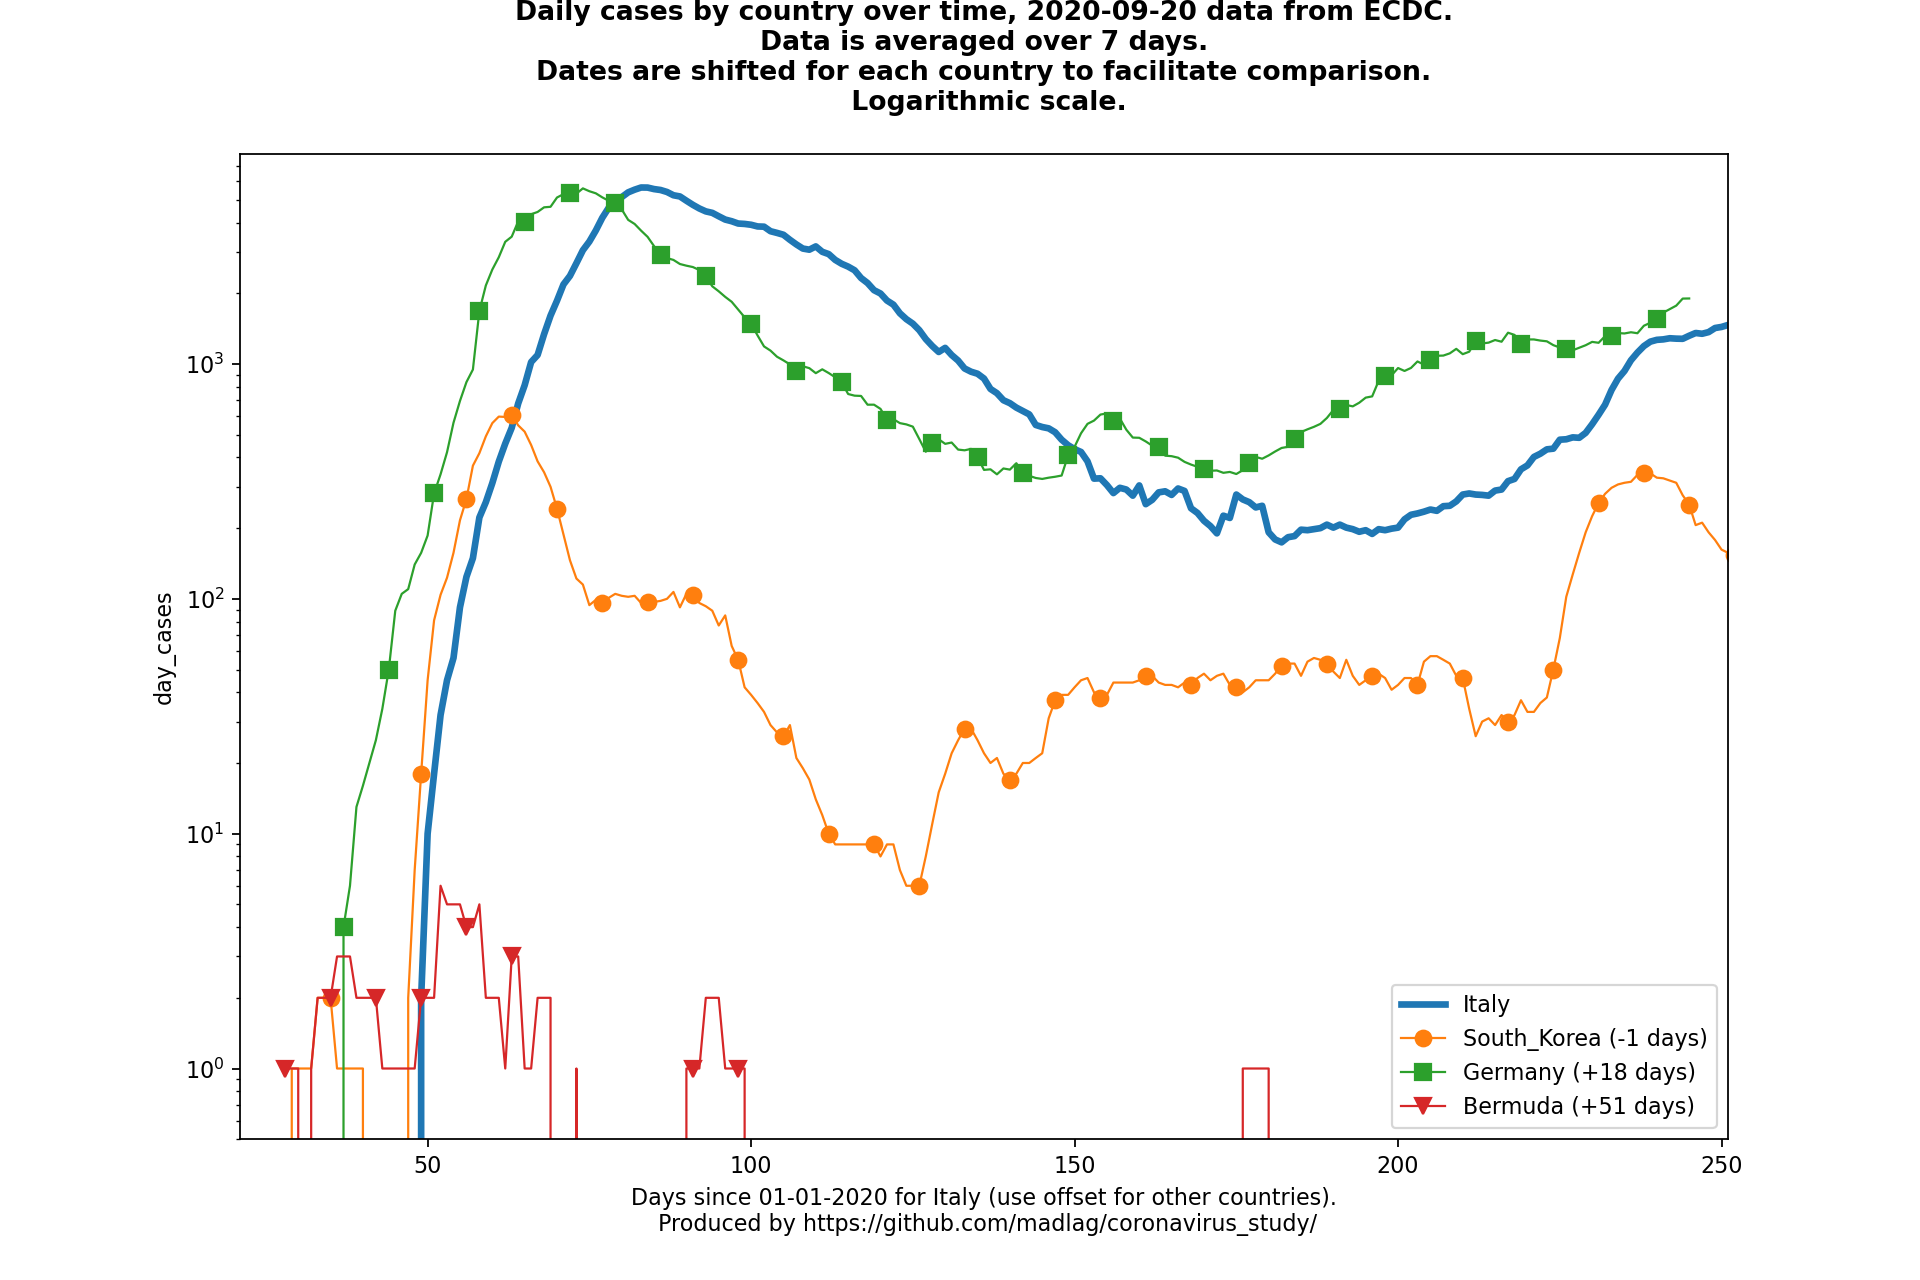 Daily cases by country over time, 2020-09-20 data from ECDC.
Data is averaged over 7 days.
Dates are shifted for each country to facilitate comparison.
Logarithmic scale.
day_cases
10³
10²
10¹
10⁰
50 100 150 200 250
Italy
South_Korea (-1 days)
Germany (+18 days)
Bermuda (+51 days)
Days since 01-01-2020 for Italy (use offset for other countries).
Produced by https://github.com/madlag/coronavirus_study/